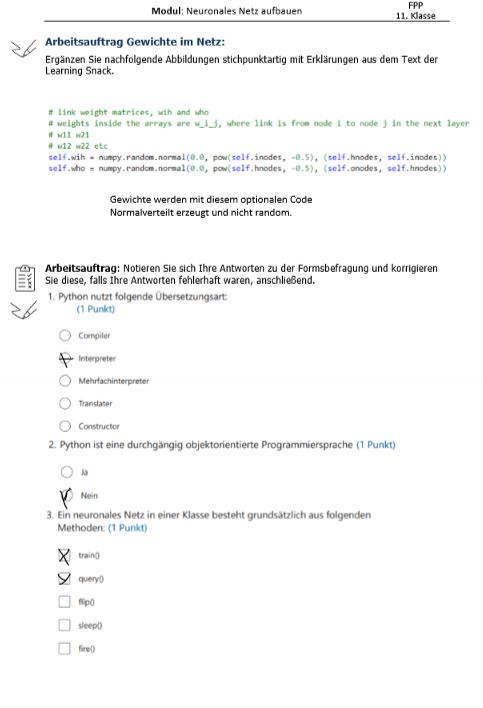 Modul: Neuronales Netz aufbauen
FPP
11. Klasse
Arbeitsauftrag Gewichte im Netz:
Ergänzen Sie nachfolgende Abbildungen stichpunktartig mit Erklärungen aus dem Text der
Learning Snack.
# link weight matrices, wih and who
# weights inside the arrays are w_i_j, where link is from node i to node j in the next layer
# w11 w21
# w12 w22 etc
self.wih = numpy.random.normal(0.0, pow(self.inodes, -0.5), (self.hnodes, self.inodes))
self.who = numpy.random.normal(0.0, pow(self.hnodes, -0.5), (self.onodes, self.hnodes))
Gewichte werden mit diesem optionalen Code
Normalverteilt erzeugt und nicht random.
Arbeitsauftrag: Notieren Sie sich Ihre Antworten zu der Formsbefragung und korrigieren
Sie diese, falls Ihre Antworten fehlerhaft waren, anschließend.
1. Python nutzt folgende Übersetzungsart:
(1 Punkt)
Compiler
Interpreter
Mehrfachinterpreter
Translater
Constructor
2. Python ist eine durchgängig objektorientierte Programmiersprache (1 Punkt)
Ja
Nein
3. Ein neuronales Netz in einer Klasse besteht grundsätzlich aus folgenden
Methoden: (1 Punkt)
train()
query()
flip()
sleep()
fire()